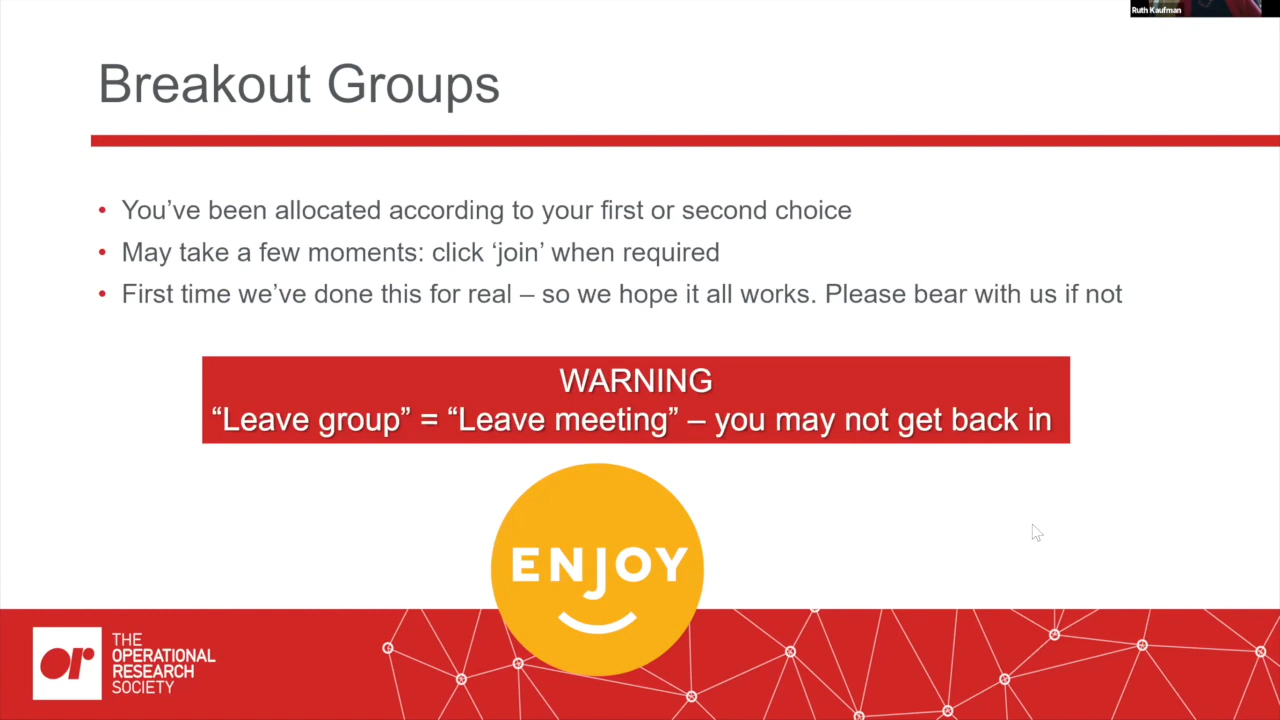 Ruth Kaufman
Breakout Groups
• You’ve been allocated according to your first or second choice
• May take a few moments: click ‘join’ when required
• First time we’ve done this for real – so we hope it all works. Please bear with us if not
WARNING
“Leave group” = “Leave meeting” – you may not get back in
ENJOY
or
THE
OPERATIONAL
RESEARCH
SOCIETY